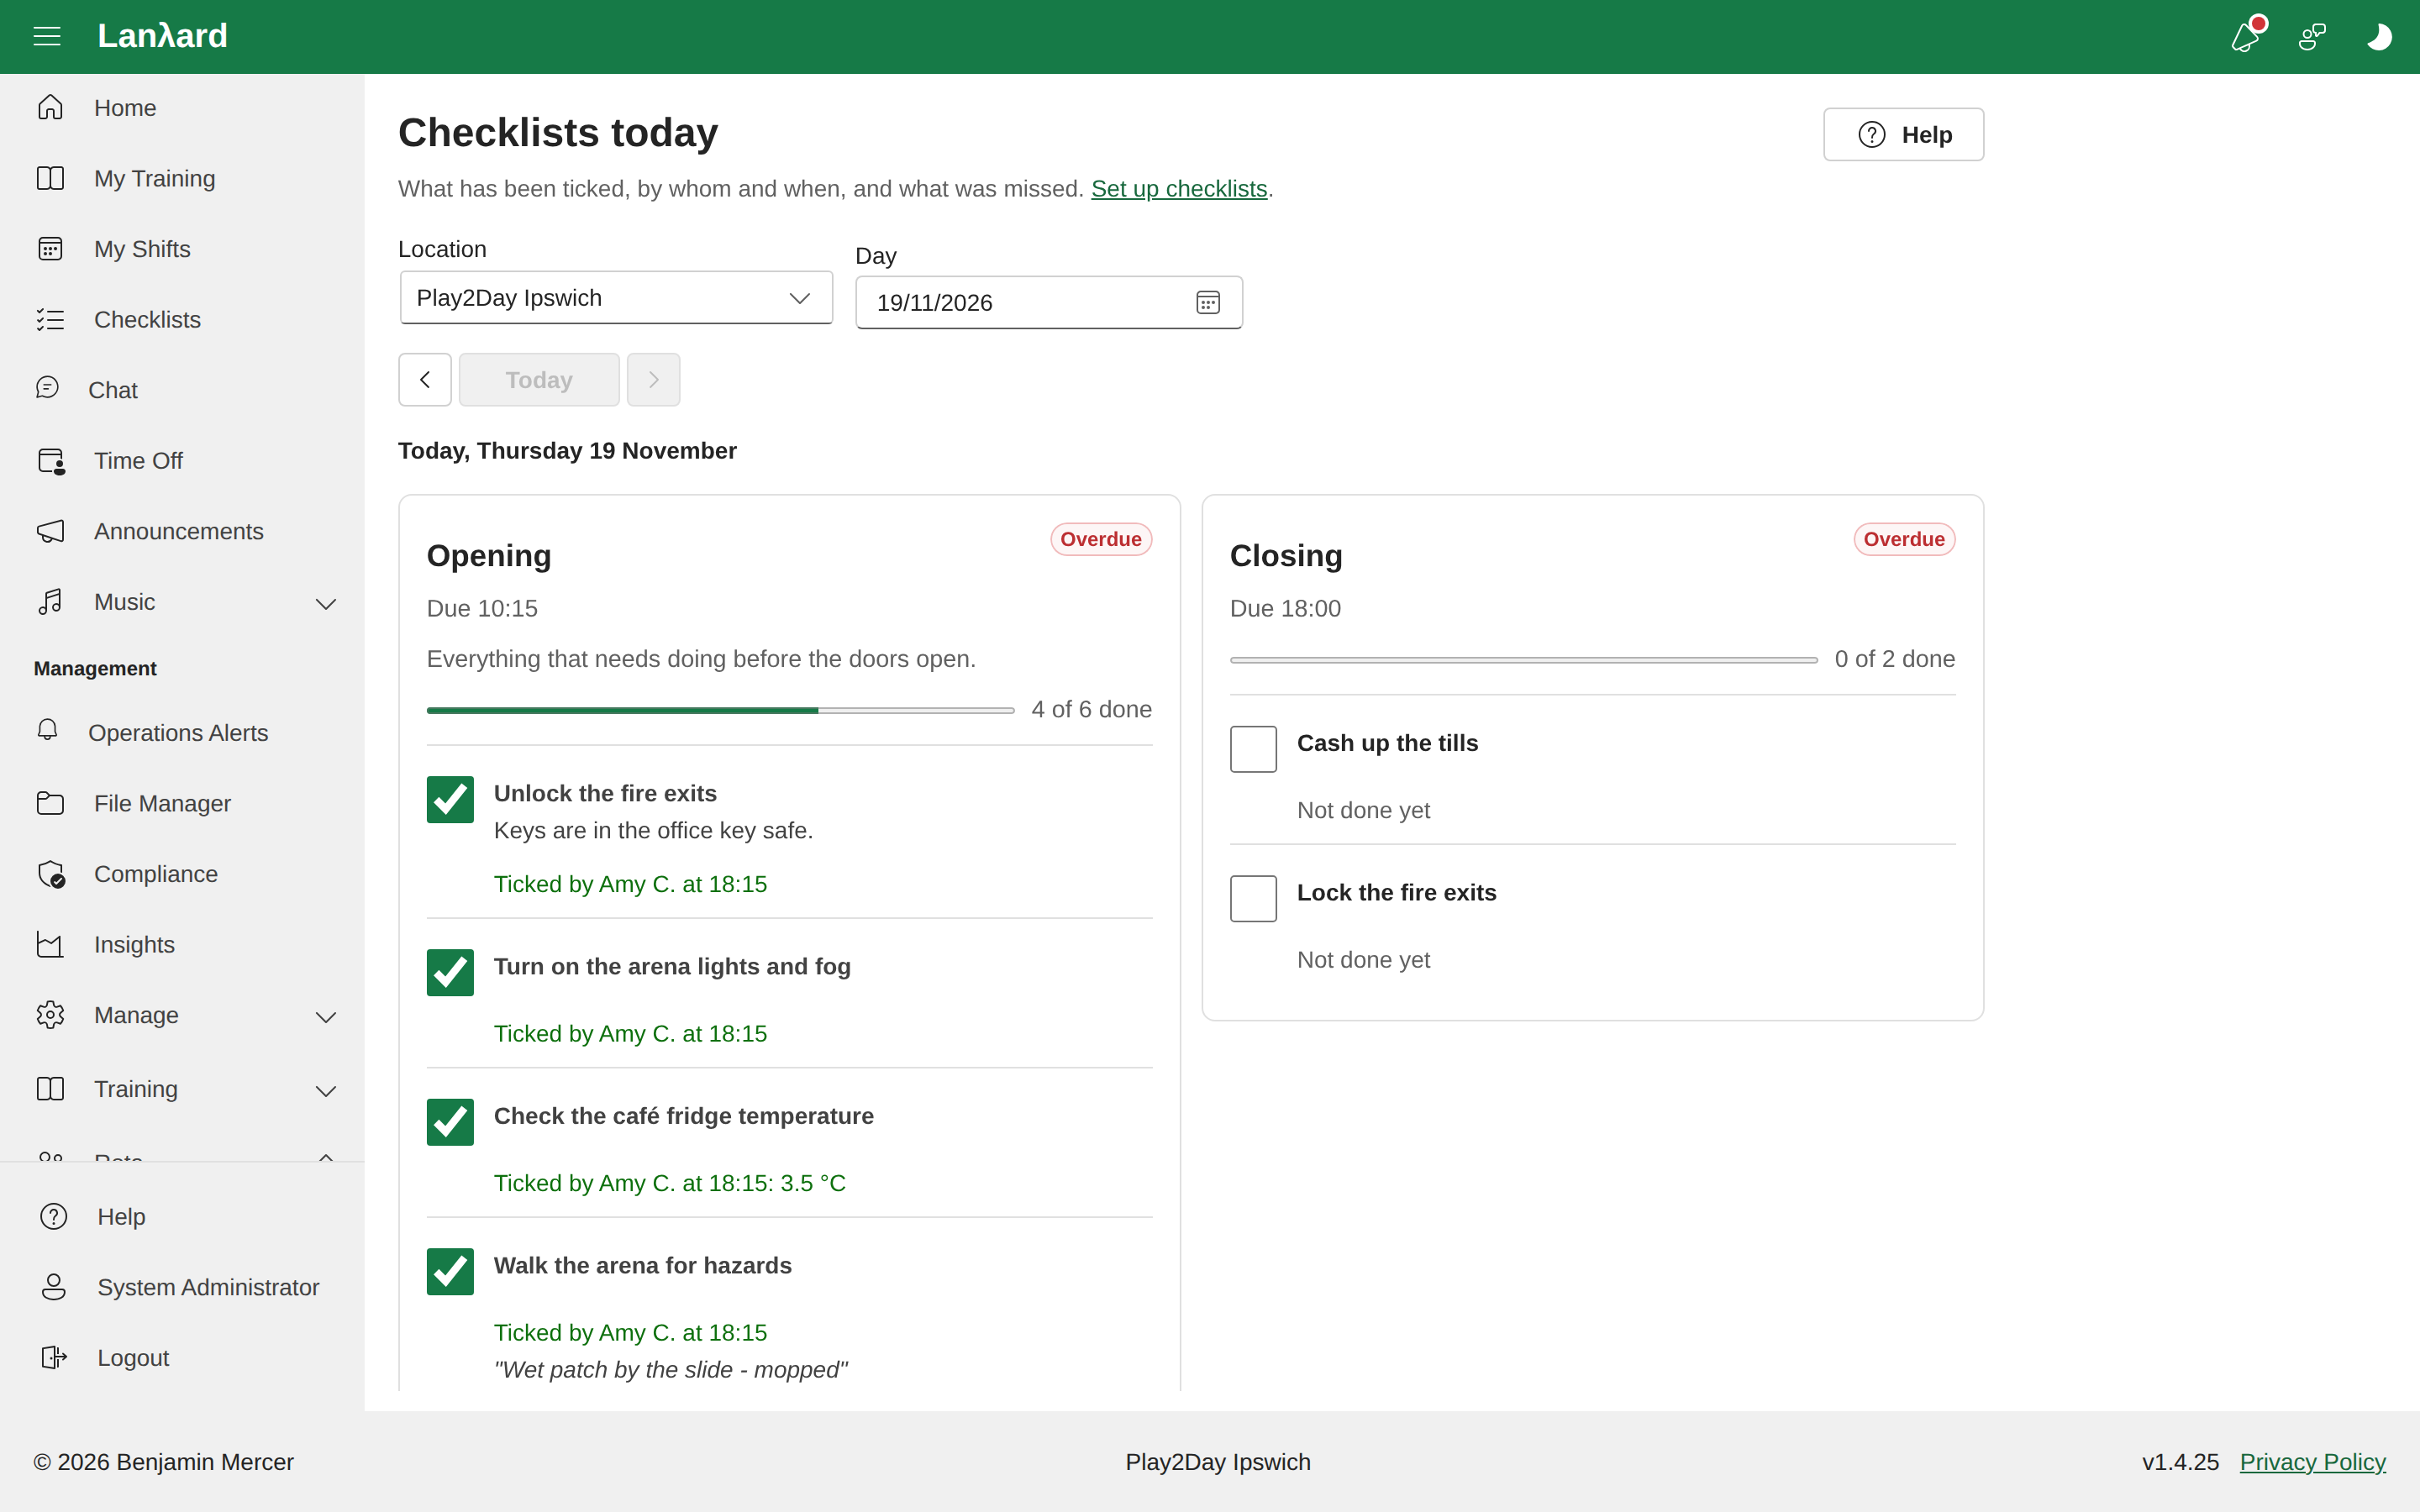 Lanλard
Home
My Training
My Shifts
Checklists
Chat
Time Off
Announcements
Music
Management
Operations Alerts
File Manager
Compliance
Insights
Manage
Training
Rota
Help
System Administrator
Logout
Checklists today
Help
What has been ticked, by whom and when, and what was missed. Set up checklists.
Location
Play2Day Ipswich
Day
19/11/2026
Today
Today, Thursday 19 November
Opening
Overdue
Due 10:15
Everything that needs doing before the doors open.
4 of 6 done
Unlock the fire exits
Keys are in the office key safe.
Ticked by Amy C. at 18:15
Turn on the arena lights and fog
Ticked by Amy C. at 18:15
Check the café fridge temperature
Ticked by Amy C. at 18:15: 3.5 °C
Walk the arena for hazards
Ticked by Amy C. at 18:15
"Wet patch by the slide - mopped"
Closing
Overdue
Due 18:00
0 of 2 done
Cash up the tills
Not done yet
Lock the fire exits
Not done yet
© 2026 Benjamin Mercer
Play2Day Ipswich
v1.4.25 Privacy Policy